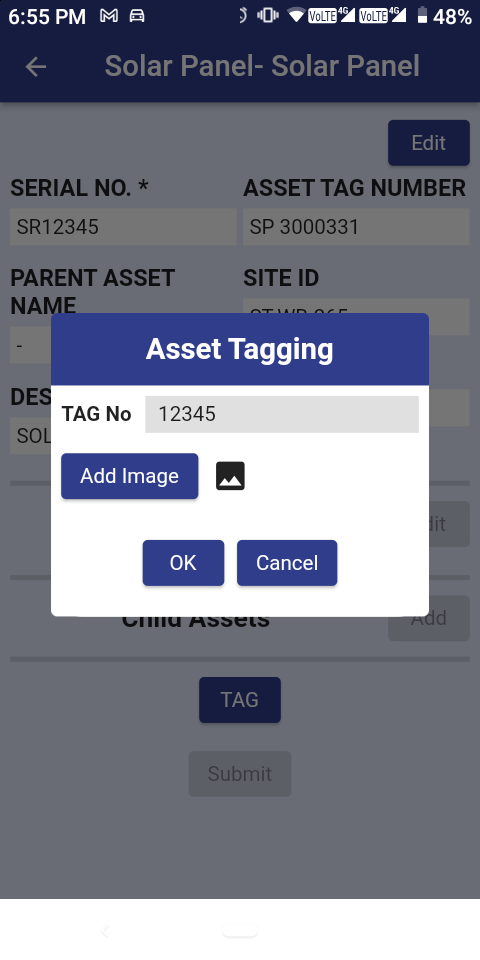 6:55 PM
VoLTE 4G VoLTE 4G 48%
Solar Panel- Solar Panel
Edit
SERIAL NO. * ASSET TAG NUMBER
SR12345 SP 3000331
PARENT ASSET NAME SITE ID
-
Asset Tagging
TAG No 12345
DES
SOL
Add Image
OK Cancel
Child Assets Add
TAG
Submit